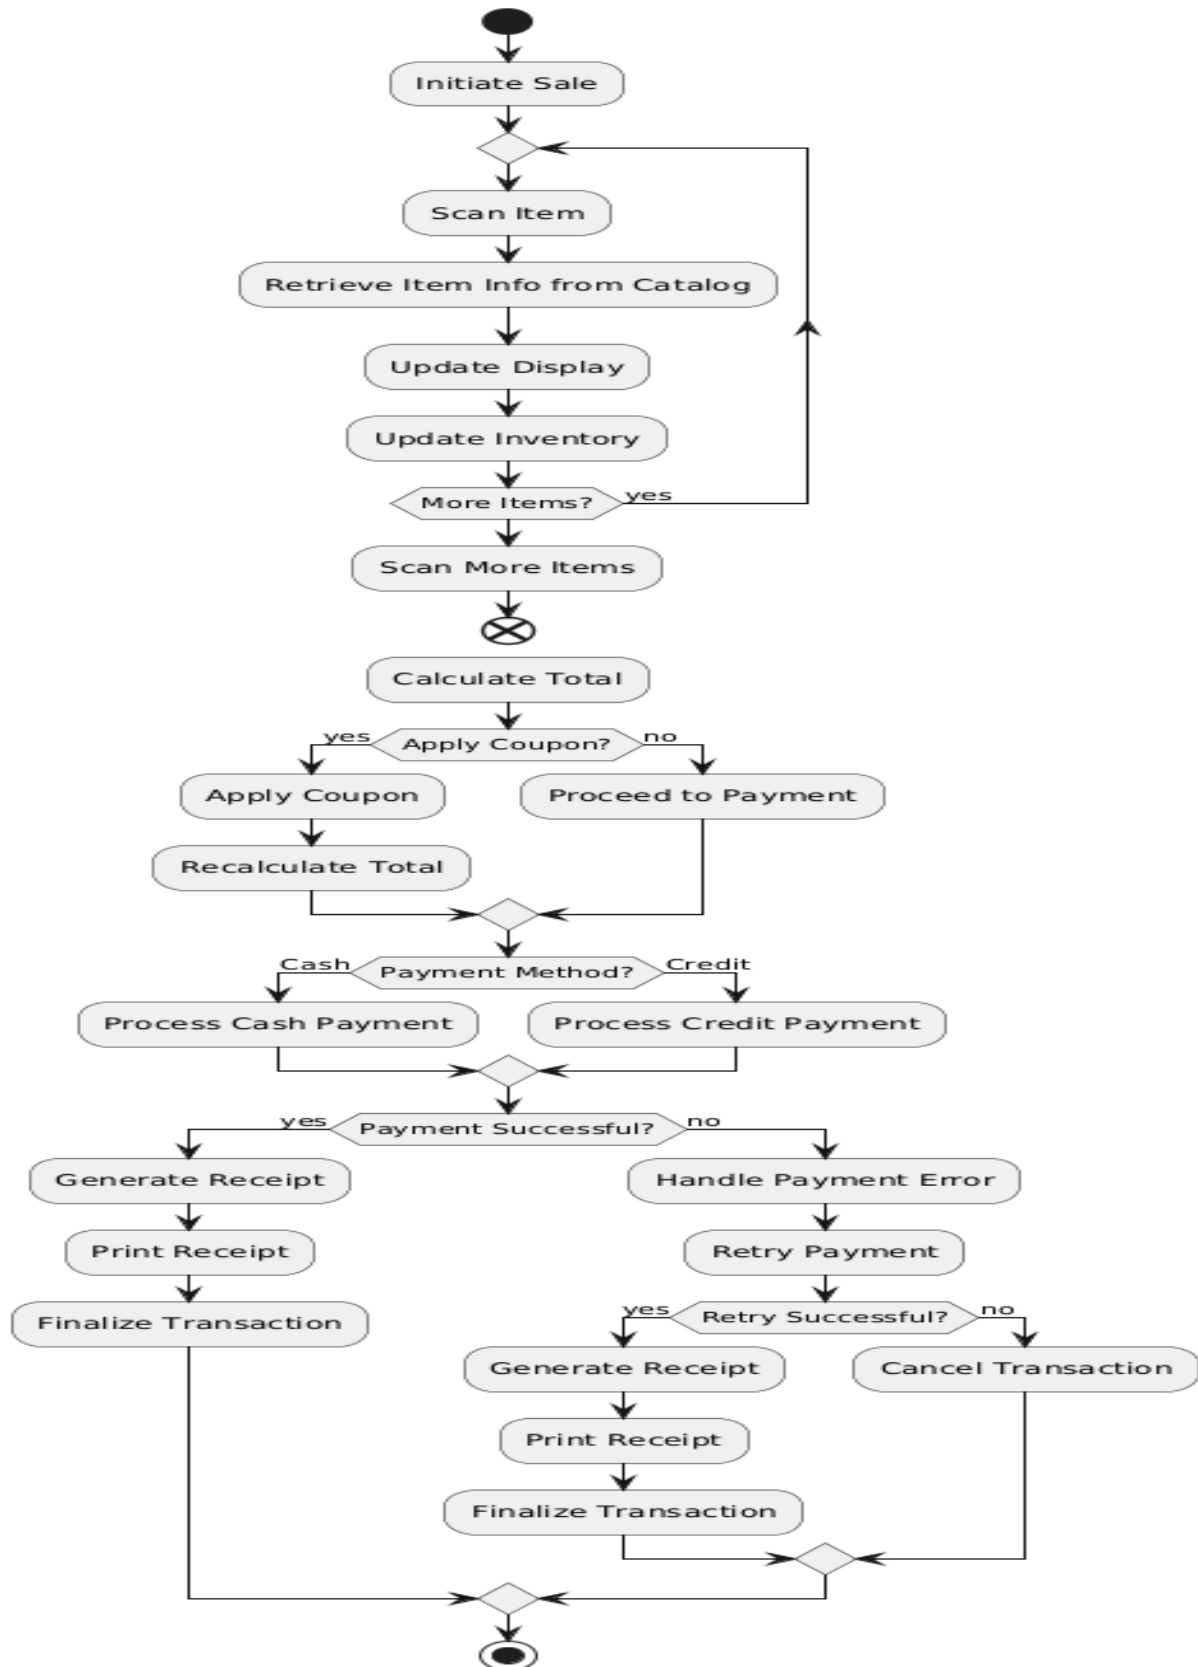 Initiate Sale
Scan Item
Retrieve Item Info from Catalog
Update Display
Update Inventory
More Items?
yes
Scan More Items
Calculate Total
yes
Apply Coupon?
no
Apply Coupon
Proceed to Payment
Recalculate Total
Cash
Payment Method?
Credit
Process Cash Payment
Process Credit Payment
yes
Payment Successful?
no
Generate Receipt
Handle Payment Error
Print Receipt
Retry Payment
Finalize Transaction
yes
Retry Successful?
no
Generate Receipt
Cancel Transaction
Print Receipt
Finalize Transaction